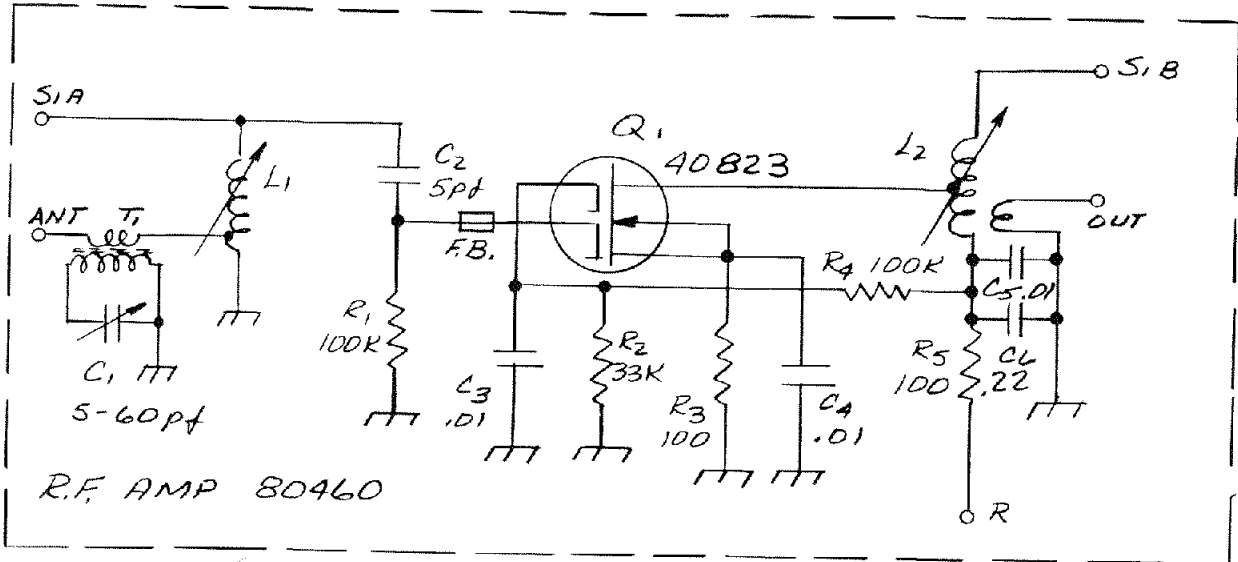 S1A
S1B
Q1
40823
L2
L1
C2
5pf
ANT
T1
OUT
F.B.
R4 100K
C5 .01
R1
100K
R2
33K
R5
100
C6
.22
C1
5-60pf
C3
.01
R3
100
C4
.01
R.F. AMP 80460
R